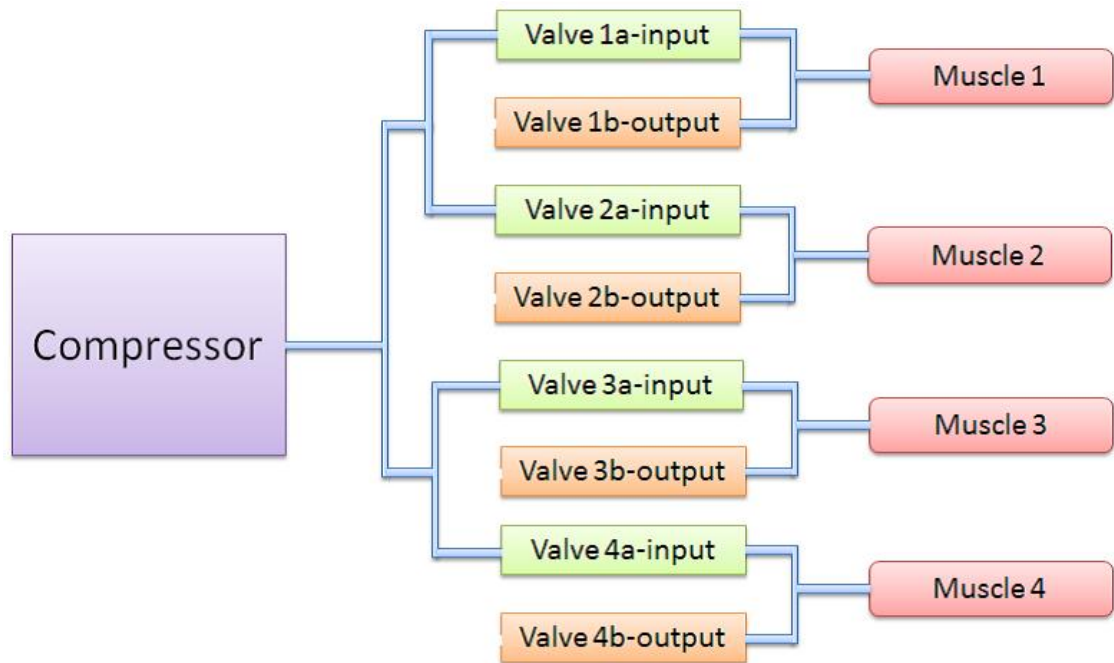 Compressor
Valve 1a-input
Valve 1b-output
Muscle 1
Valve 2a-input
Valve 2b-output
Muscle 2
Valve 3a-input
Valve 3b-output
Muscle 3
Valve 4a-input
Valve 4b-output
Muscle 4